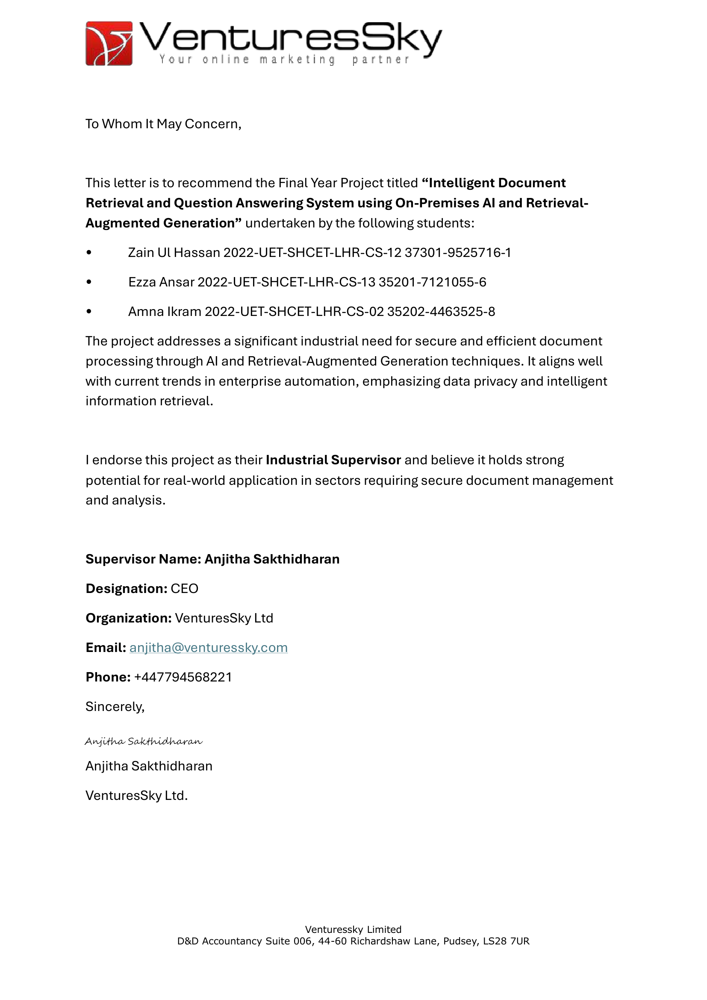 VenturesSky
Your online marketing partner
To Whom It May Concern,
This letter is to recommend the Final Year Project titled “Intelligent Document
Retrieval and Question Answering System using On-Premises AI and Retrieval-
Augmented Generation” undertaken by the following students:
• Zain Ul Hassan 2022-UET-SHCET-LHR-CS-12 37301-9525716-1
• Ezza Ansar 2022-UET-SHCET-LHR-CS-13 35201-7121055-6
• Amna Ikram 2022-UET-SHCET-LHR-CS-02 35202-4463525-8
The project addresses a significant industrial need for secure and efficient document
processing through AI and Retrieval-Augmented Generation techniques. It aligns well
with current trends in enterprise automation, emphasizing data privacy and intelligent
information retrieval.
I endorse this project as their Industrial Supervisor and believe it holds strong
potential for real-world application in sectors requiring secure document management
and analysis.
Supervisor Name: Anjitha Sakthidharan
Designation: CEO
Organization: VenturesSky Ltd
Email: anjitha@venturessky.com
Phone: +447794568221
Sincerely,
Anjitha Sakthidharan
Anjitha Sakthidharan
VenturesSky Ltd.
Venturessky Limited
D&D Accountancy Suite 006, 44-60 Richardshaw Lane, Pudsey, LS28 7UR